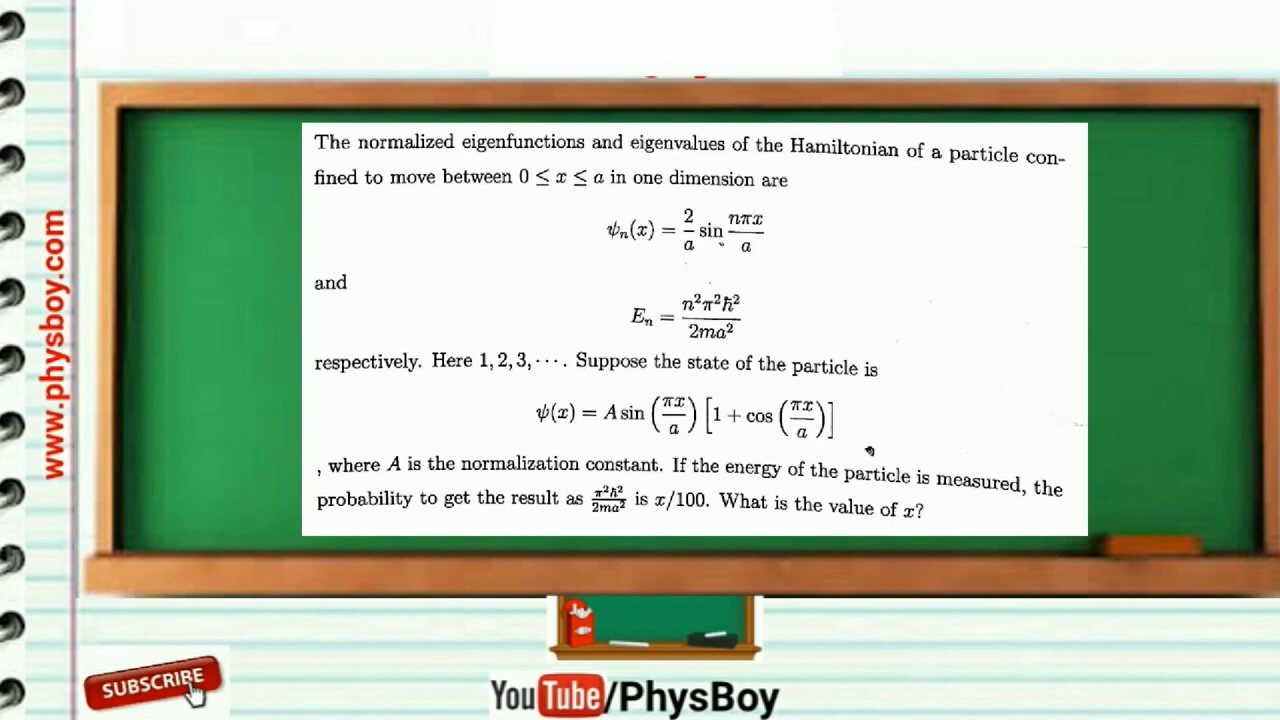 The normalized eigenfunctions and eigenvalues of the Hamiltonian of a particle con-
fined to move between 0 ≤ x ≤ a in one dimension are
ψₙ(x) = 2/a sin nπx/a
and
Eₙ = n²π²ħ²/2ma²
respectively. Here 1, 2, 3, ···. Suppose the state of the particle is
ψ(x) = A sin (πx/a) [1 + cos (πx/a)]
, where A is the normalization constant. If the energy of the particle is measured, the
probability to get the result as π²ħ²/2ma² is x/100. What is the value of x?
www.physboy.com
SUBSCRIBE
YouTube/PhysBoy